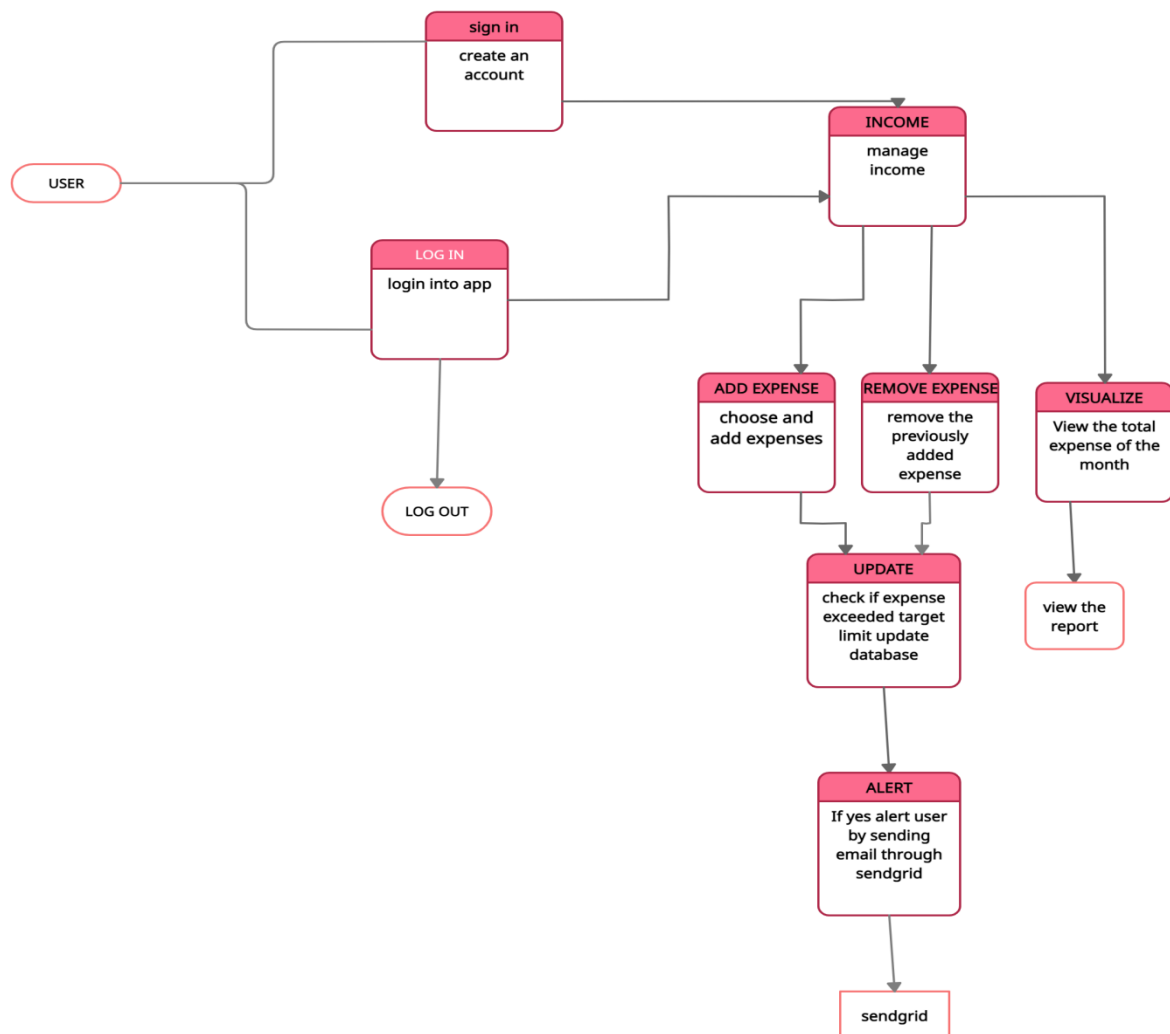 sign in
create an
account
USER
INCOME
manage
income
LOG IN
login into app
LOG OUT
ADD EXPENSE
choose and
add expenses
REMOVE EXPENSE
remove the
previously
added
expense
VISUALIZE
View the total
expense of the
month
UPDATE
check if expense
exceeded target
limit update
database
view the
report
ALERT
If yes alert user
by sending
email through
sendgrid
sendgrid